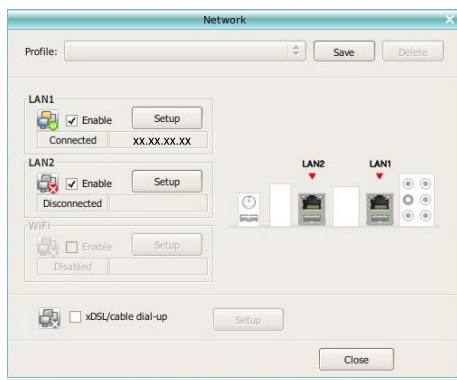 Network
Profile: Save Delete
LAN1
Enable Setup
Connected XX.XX.XX.XX
LAN2
Enable Setup
Disconnected
WiFi
Enable Setup
Disabled
LAN2 LAN1
xDSL/cable dial-up Setup
Close